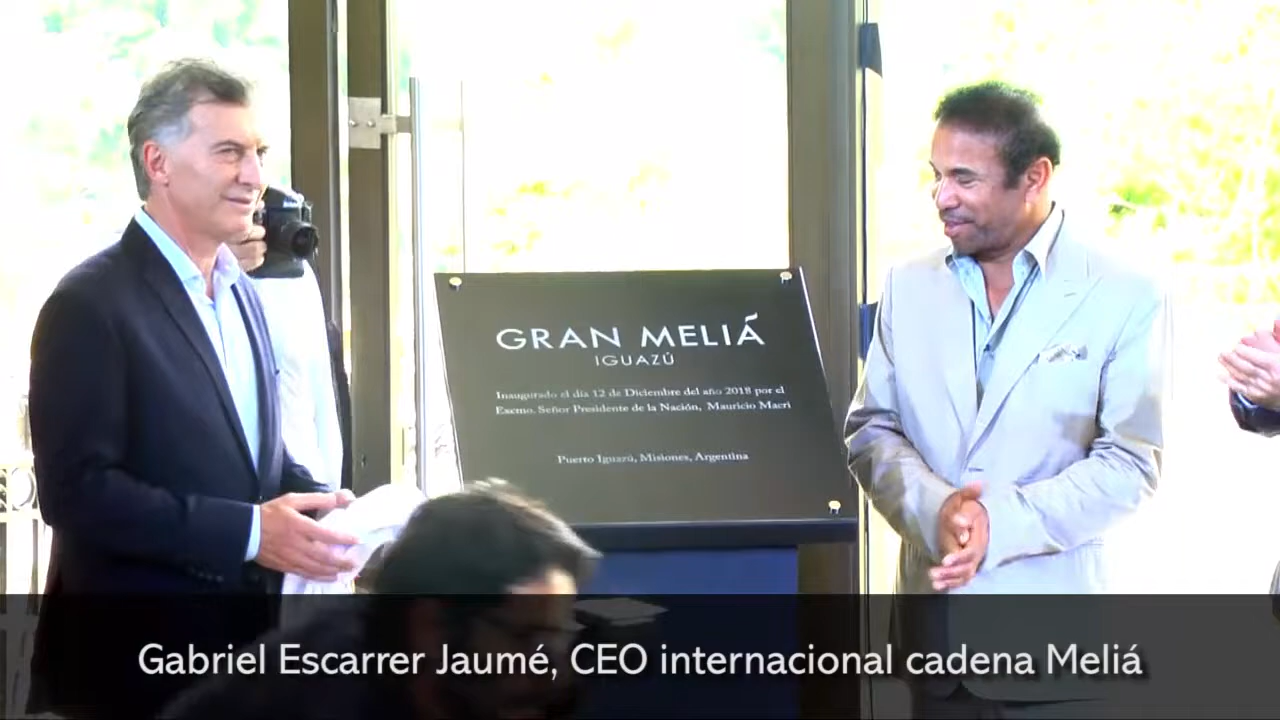 GRAN MELIÁ
IGUAZÚ
Inaugurado el día 12 de Diciembre del año 2018 por el
Excmo. Señor Presidente de la Nación, Mauricio Macri
Puerto Iguazú, Misiones, Argentina
Gabriel Escarrer Jaumé, CEO internacional cadena Meliá